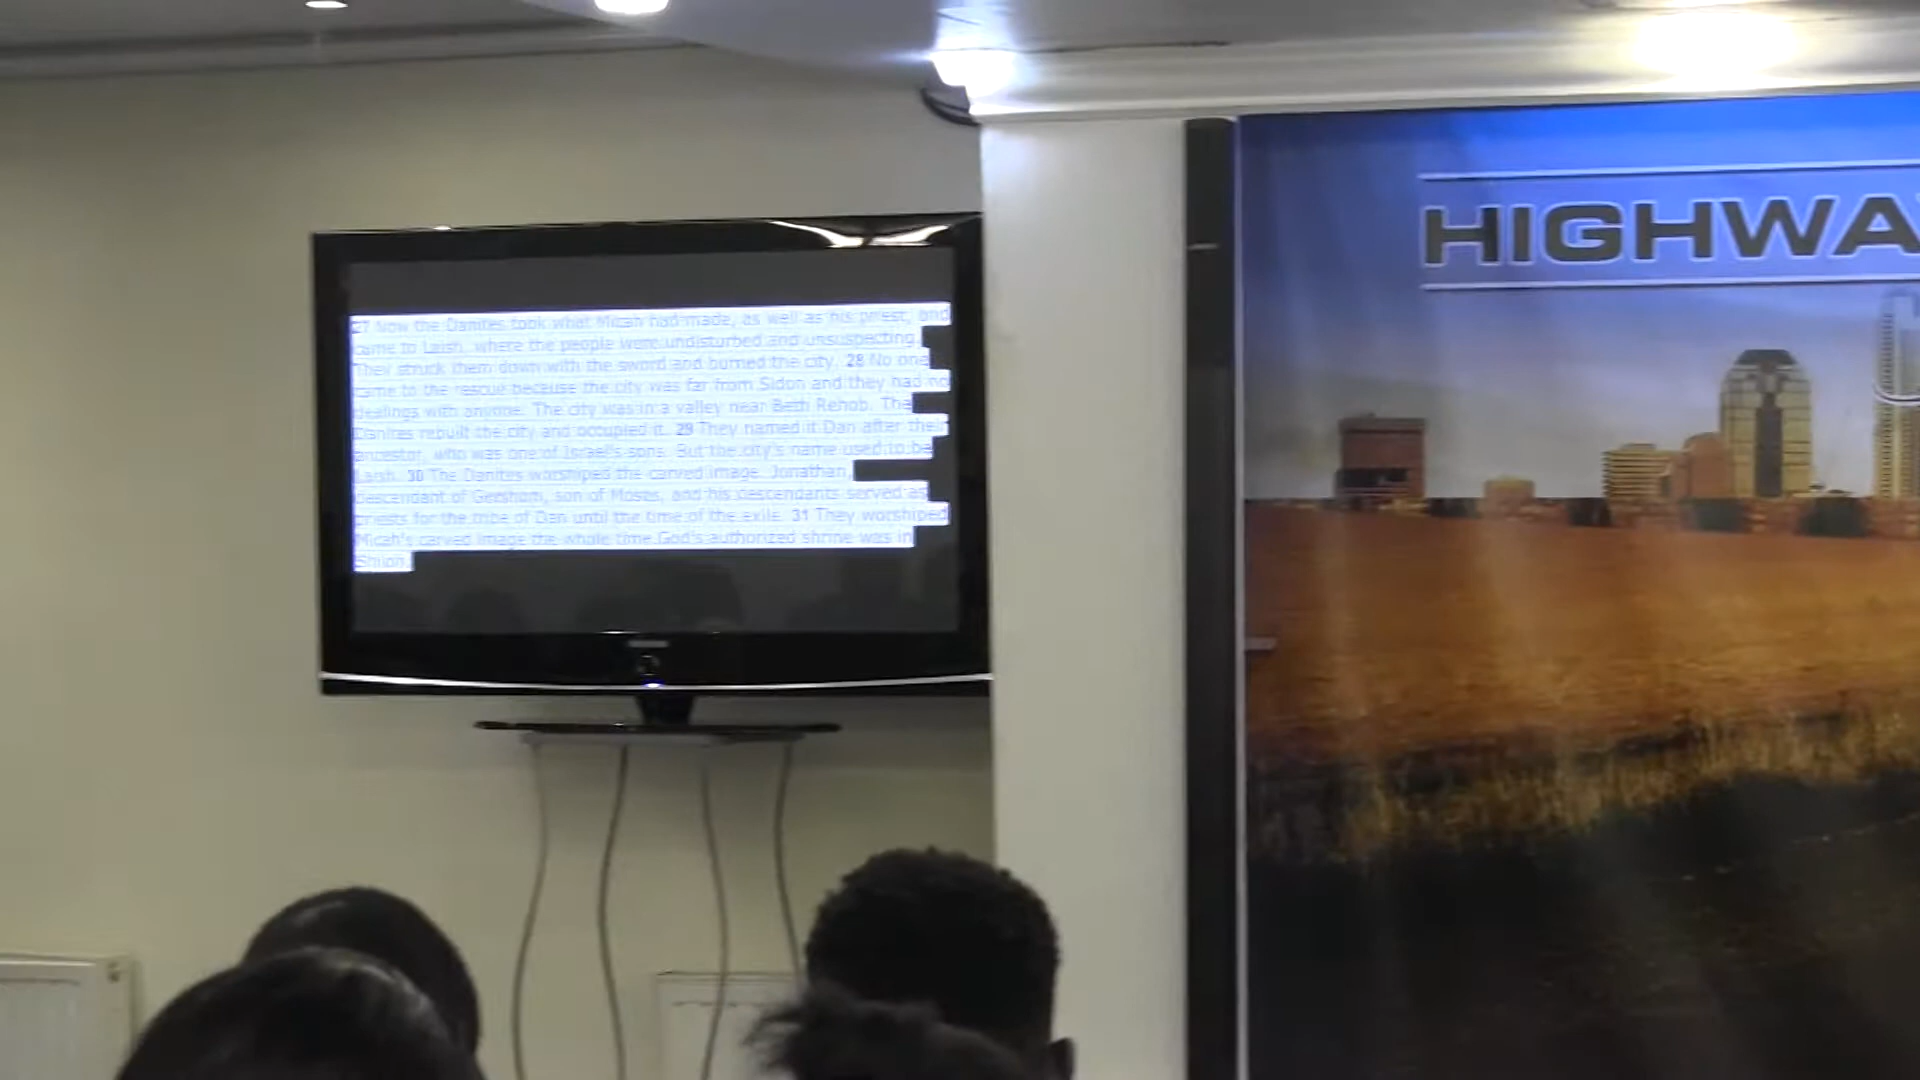 27 Now the Danites took what Micah had made, as well as his priest, and
came to Laish, where the people were undisturbed and unsuspecting.
They struck them down with the sword and burned the city. 28 No one
came to the rescue because the city was far from Sidon and they had no
dealings with anyone. The city was in a valley near Beth Rehob. The
Danites rebuilt the city and occupied it. 29 They named it Dan after their
ancestor, who was one of Israel's sons. But the city's name used to be
Laish. 30 The Danites worshiped the carved image. Jonathan,
descendant of Gershom, son of Moses, and his descendants served as
priests for the tribe of Dan until the time of the exile. 31 They worshiped
Micah's carved image the whole time God's authorized shrine was in
Shiloh.
HIGHWA